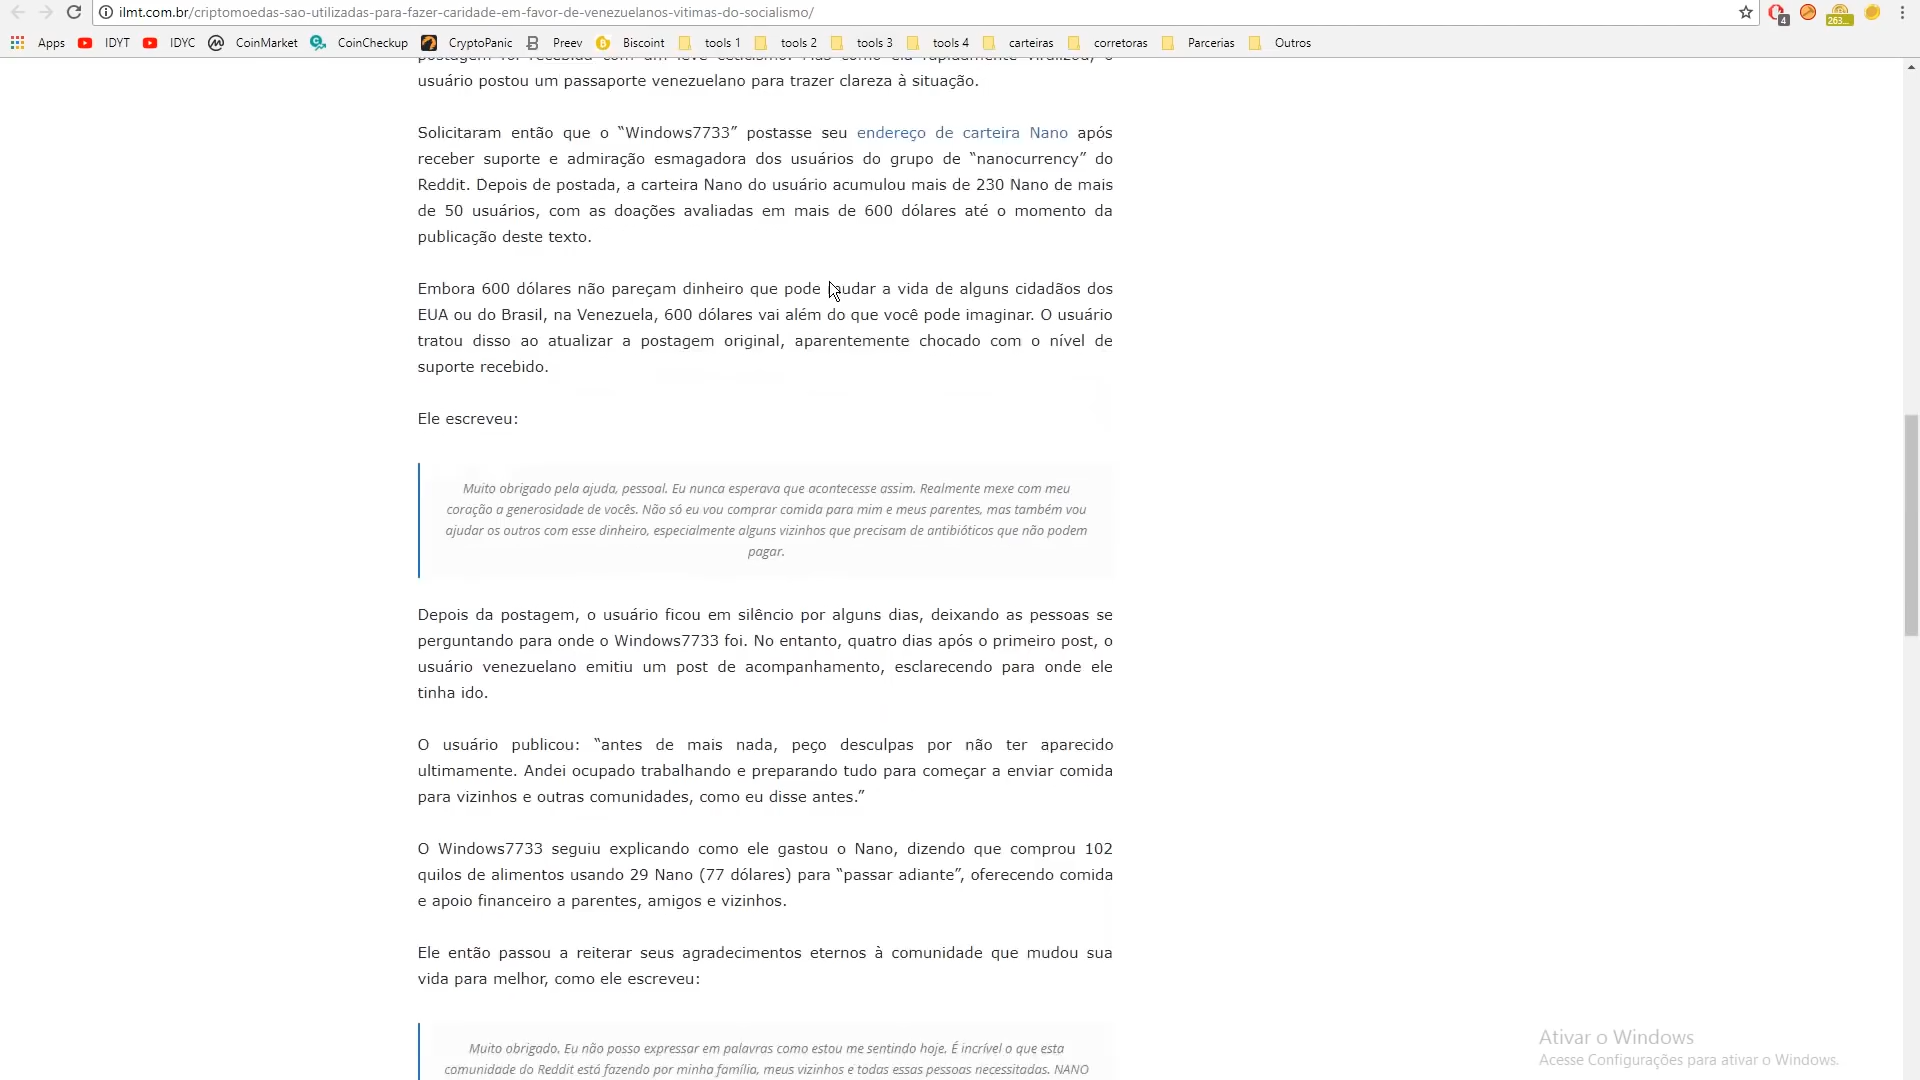 ilmt.com.br/criptomoedas-sao-utilizadas-para-fazer-caridade-em-favor-de-venezuelanos-vitimas-do-socialismo/
4
263...
Apps IDYT IDYC CoinMarket CoinCheckup CryptoPanic Preev Biscoint tools 1 tools 2 tools 3 tools 4 carteiras corretoras Parcerias Outros
postagem foi recebida com um leve ceticismo. Mas como ela rapidamente viralizou, o
usuário postou um passaporte venezuelano para trazer clareza à situação.
Solicitaram então que o “Windows7733” postasse seu endereço de carteira Nano após
receber suporte e admiração esmagadora dos usuários do grupo de “nanocurrency” do
Reddit. Depois de postada, a carteira Nano do usuário acumulou mais de 230 Nano de mais
de 50 usuários, com as doações avaliadas em mais de 600 dólares até o momento da
publicação deste texto.
Embora 600 dólares não pareçam dinheiro que pode mudar a vida de alguns cidadãos dos
EUA ou do Brasil, na Venezuela, 600 dólares vai além do que você pode imaginar. O usuário
tratou disso ao atualizar a postagem original, aparentemente chocado com o nível de
suporte recebido.
Ele escreveu:
Muito obrigado pela ajuda, pessoal. Eu nunca esperava que acontecesse assim. Realmente mexe com meu
coração a generosidade de vocês. Não só eu vou comprar comida para mim e meus parentes, mas também vou
ajudar os outros com esse dinheiro, especialmente alguns vizinhos que precisam de antibióticos que não podem
pagar.
Depois da postagem, o usuário ficou em silêncio por alguns dias, deixando as pessoas se
perguntando para onde o Windows7733 foi. No entanto, quatro dias após o primeiro post, o
usuário venezuelano emitiu um post de acompanhamento, esclarecendo para onde ele
tinha ido.
O usuário publicou: “antes de mais nada, peço desculpas por não ter aparecido
ultimamente. Andei ocupado trabalhando e preparando tudo para começar a enviar comida
para vizinhos e outras comunidades, como eu disse antes.”
O Windows7733 seguiu explicando como ele gastou o Nano, dizendo que comprou 102
quilos de alimentos usando 29 Nano (77 dólares) para “passar adiante”, oferecendo comida
e apoio financeiro a parentes, amigos e vizinhos.
Ele então passou a reiterar seus agradecimentos eternos à comunidade que mudou sua
vida para melhor, como ele escreveu:
Muito obrigado. Eu não posso expressar em palavras como estou me sentindo hoje. É incrível o que esta
comunidade do Reddit está fazendo por minha família, meus vizinhos e todas essas pessoas necessitadas. NANO
Ativar o Windows
Acesse Configurações para ativar o Windows.